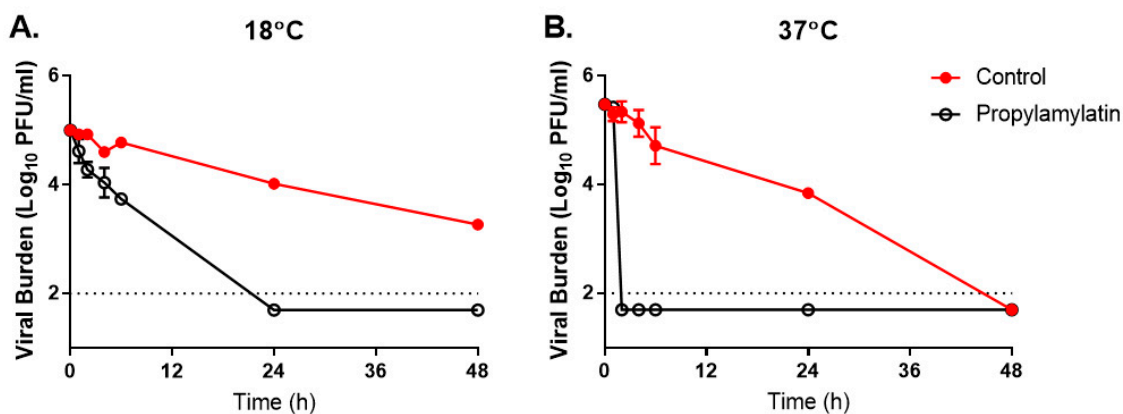 A.
18°C
Viral Burden (Log10 PFU/ml)
6
4
2
0
12
24
36
48
Time (h)
B.
37°C
Viral Burden (Log10 PFU/ml)
6
4
2
0
12
24
36
48
Time (h)
Control
Propylamylatin